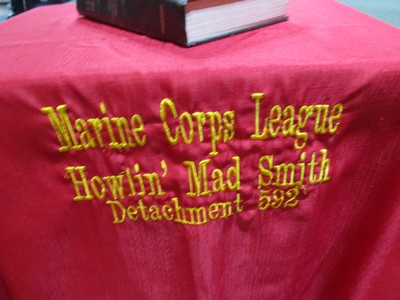 Marine Corps League
Howlin' Mad Smith
Detachment 592